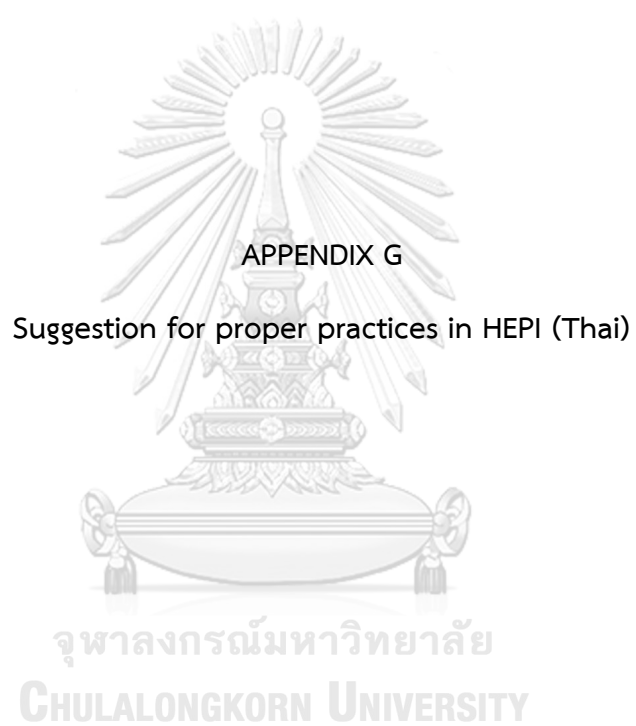 APPENDIX G
Suggestion for proper practices in HEPI (Thai)
จุฬาลงกรณ์มหาวิทยาลัย
CHULALONGKORN UNIVERSITY